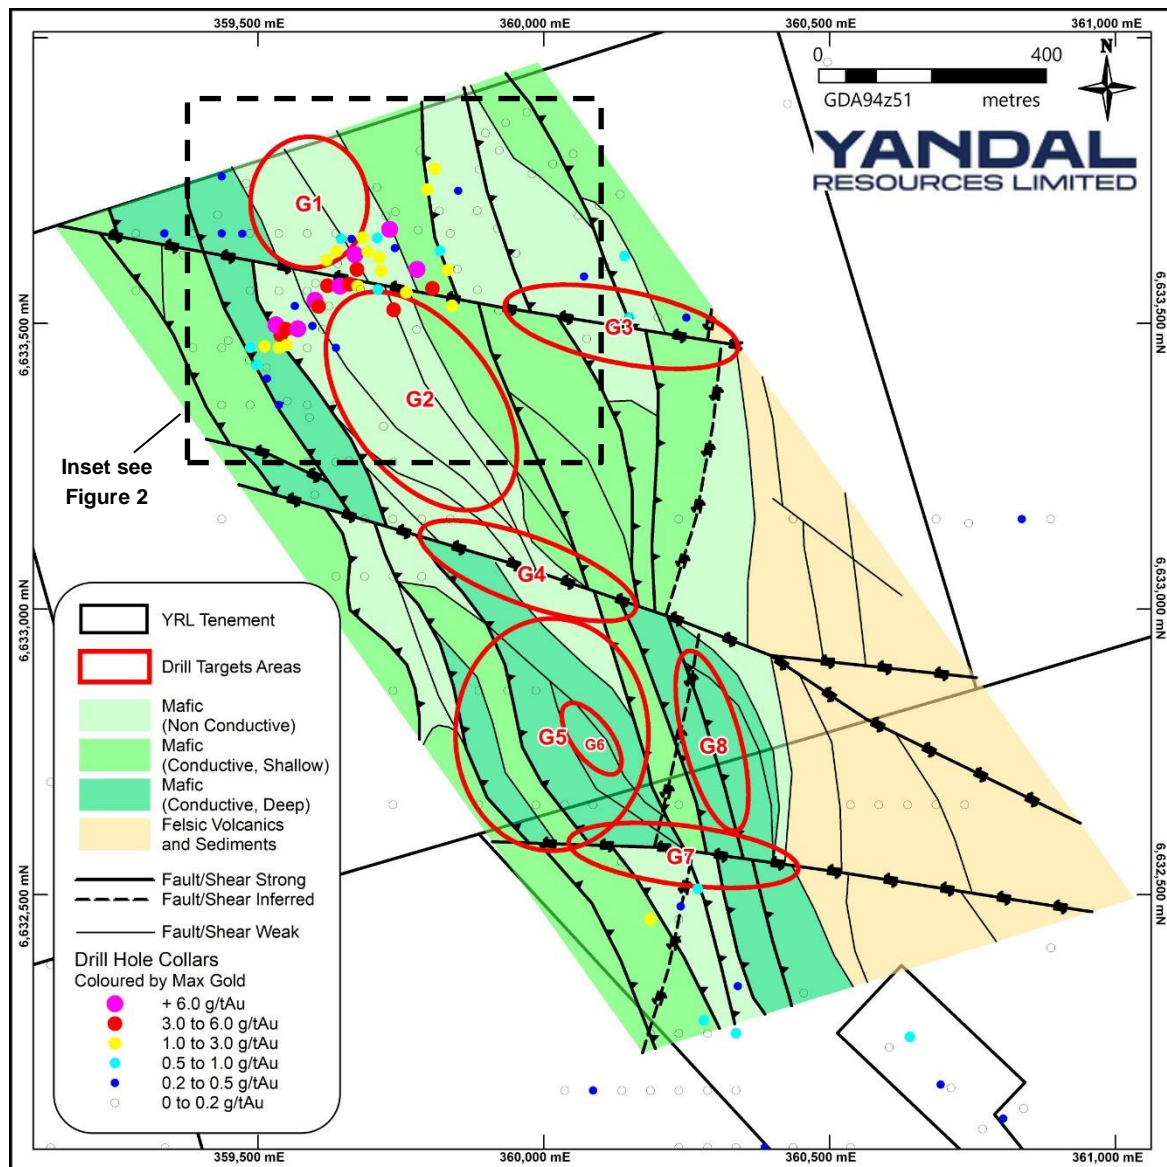 359,500 mE
360,000 mE
360,500 mE
361,000 mE
0
400
GDA94z51
metres
N
YANDAL
RESOURCES LIMITED
G1
G2
G3
G4
G5
G6
G7
G8
6,633,500 mN
6,633,500 mN
6,633,000 mN
6,633,000 mN
6,632,500 mN
6,632,500 mN
Inset see
Figure 2
YRL Tenement
Drill Targets Areas
Mafic
(Non Conductive)
Mafic
(Conductive, Shallow)
Mafic
(Conductive, Deep)
Felsic Volcanics
and Sediments
Fault/Shear Strong
Fault/Shear Inferred
Fault/Shear Weak
Drill Hole Collars
Coloured by Max Gold
+ 6.0 g/tAu
3.0 to 6.0 g/tAu
1.0 to 3.0 g/tAu
0.5 to 1.0 g/tAu
0.2 to 0.5 g/tAu
0 to 0.2 g/tAu
359,500 mE
360,000 mE
360,500 mE
361,000 mE